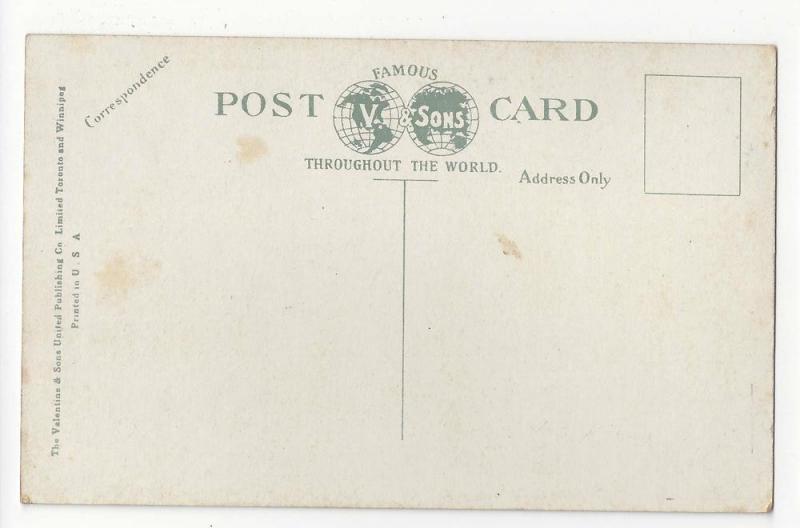 FAMOUS
POST V. & SONS CARD
THROUGHOUT THE WORLD.
Correspondence
Address Only
The Valentine & Sons United Publishing Co. Limited Toronto and Winnipeg
Printed in U S A